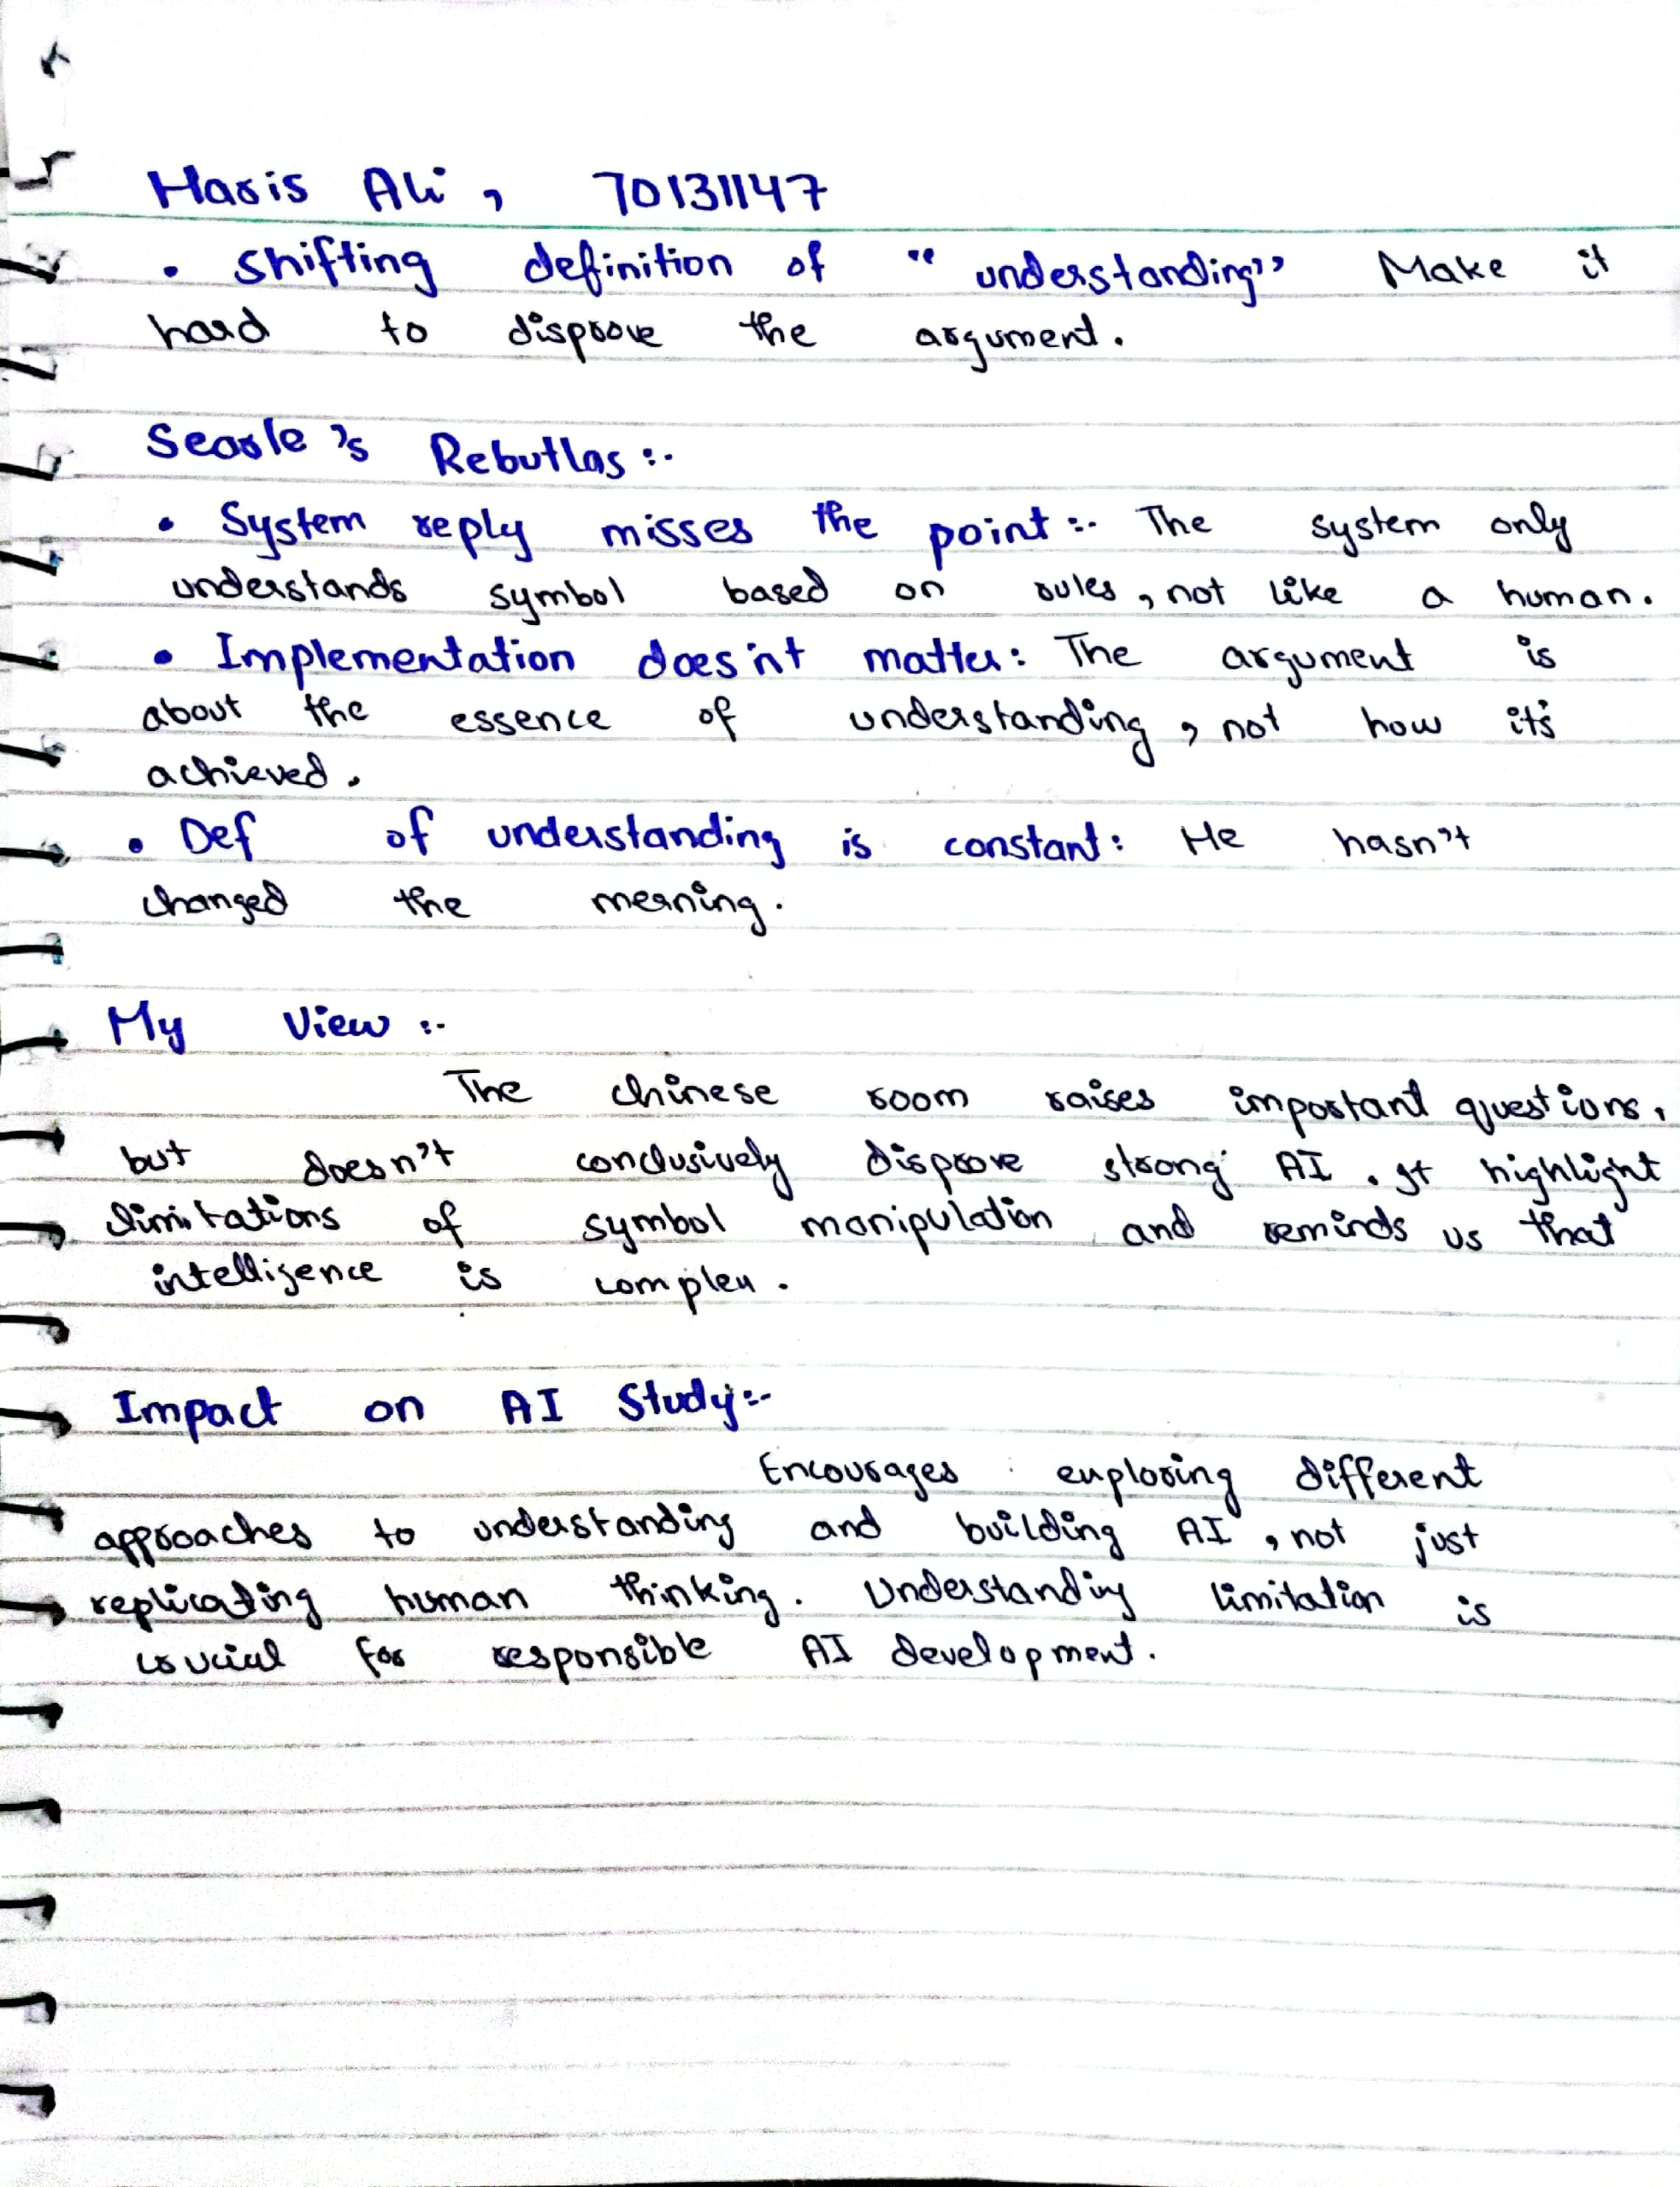 Haris Ali, 70131147
• Shifting definition of "understanding" Make it
hard to disprove the argument.
Searle's Rebutlas :-
• System reply misses the point :- The system only
understands symbol based on rules, not like a human.
• Implementation does'nt matter: The argument is
about the essence of understanding, not how it's
achieved.
• Def of understanding is constant: He hasn't
changed the meaning.
My View :-
The chinese room raises important questions,
but doesn't conclusively disprove strong AI. It highlight
limitations of symbol manipulation and reminds us that
intelligence is complex.
Impact on AI Study:-
Encourages exploring different
approaches to understanding and building AI, not just
replicating human thinking. Understanding limitation is
crucial for responsible AI development.